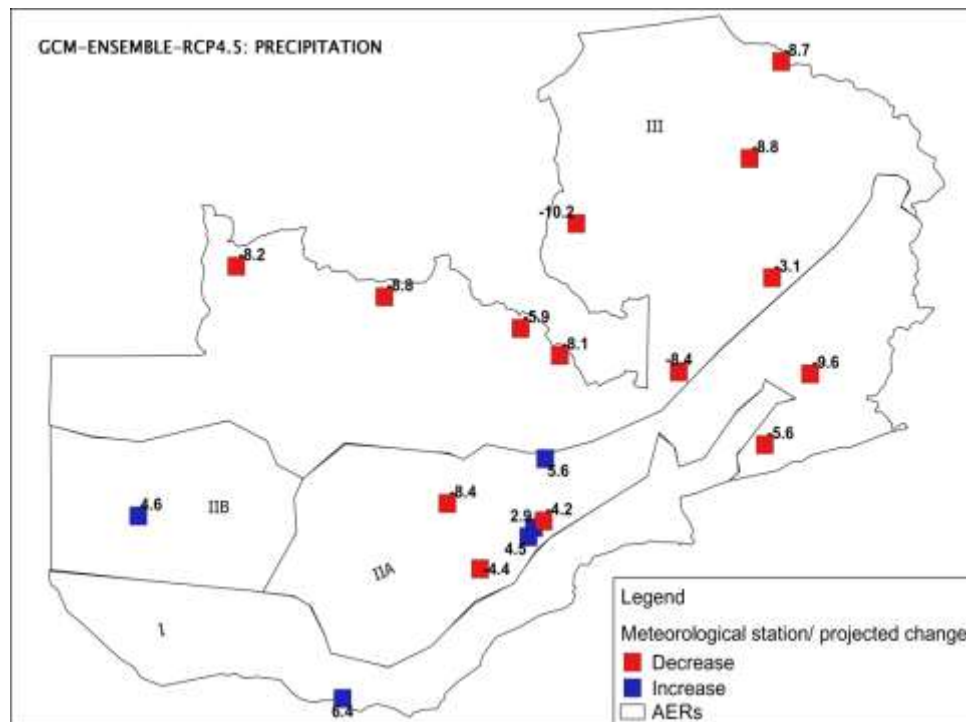 GCM-ENSEMBLE-RCP4.5: PRECIPITATION
-8.7
III
-8.8
-10.2
-8.2
-3.1
-8.8
-5.9
-8.1
-8.4
-9.6
-5.6
5.6
-8.4
4.6
IIB
2.9
-4.2
4.5
IIA
-4.4
I
6.4
Legend
Meteorological station/ projected change
Decrease
Increase
AERs